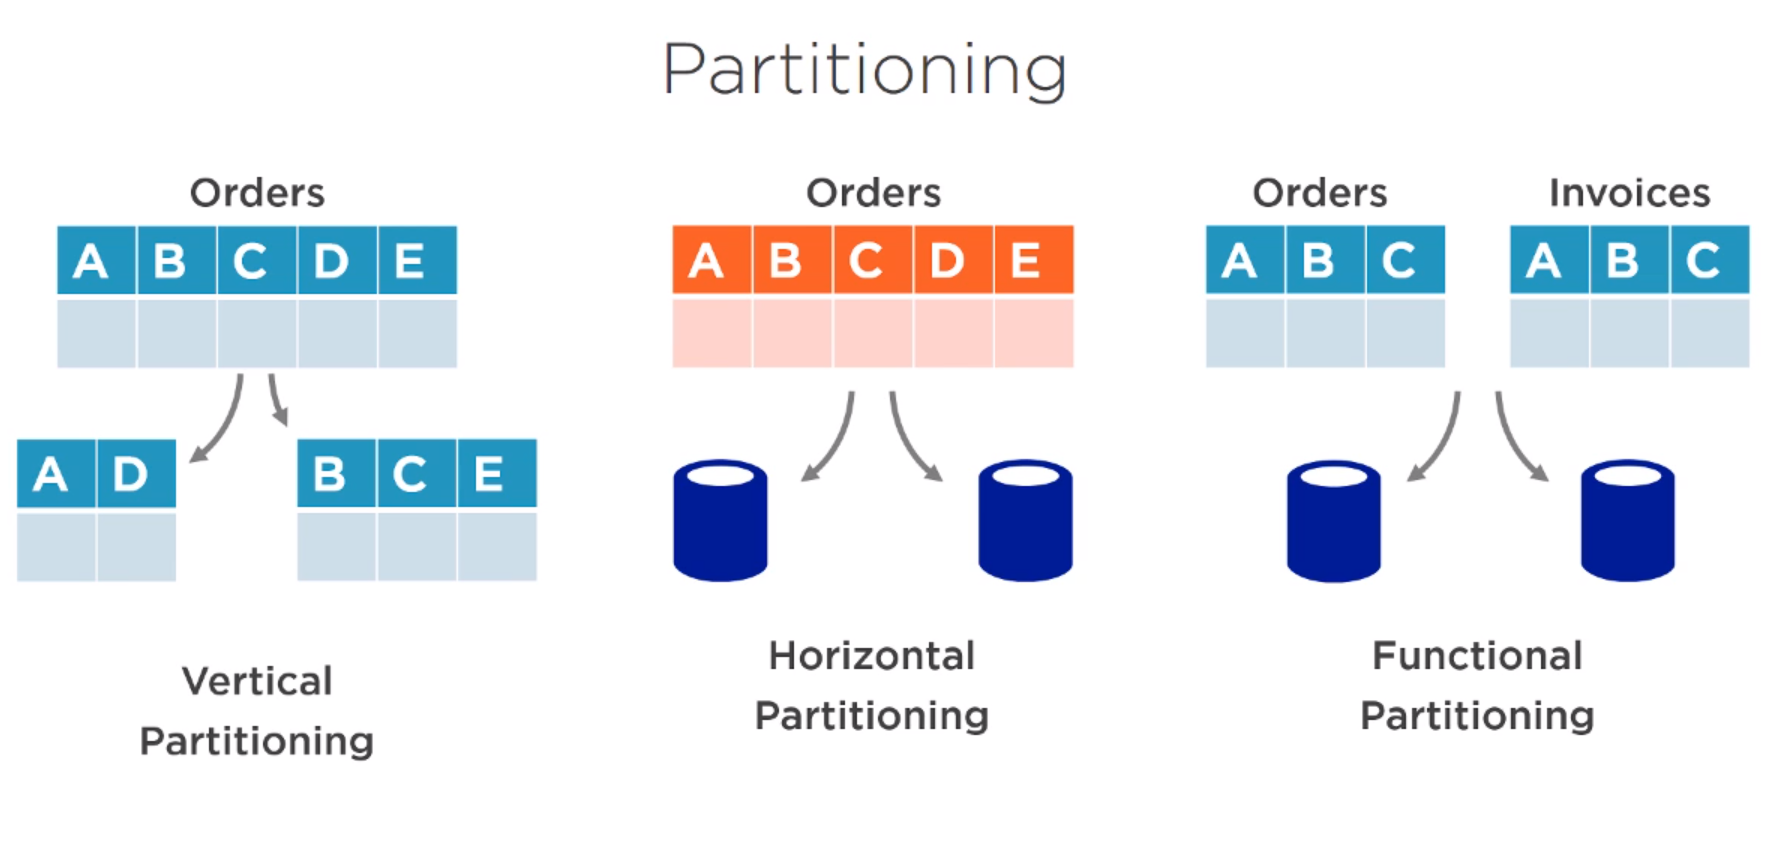 Partitioning
Orders
A B C D E
A D
B C E
Vertical
Partitioning
Orders
A B C D E
Horizontal
Partitioning
Orders
A B C
Invoices
A B C
Functional
Partitioning